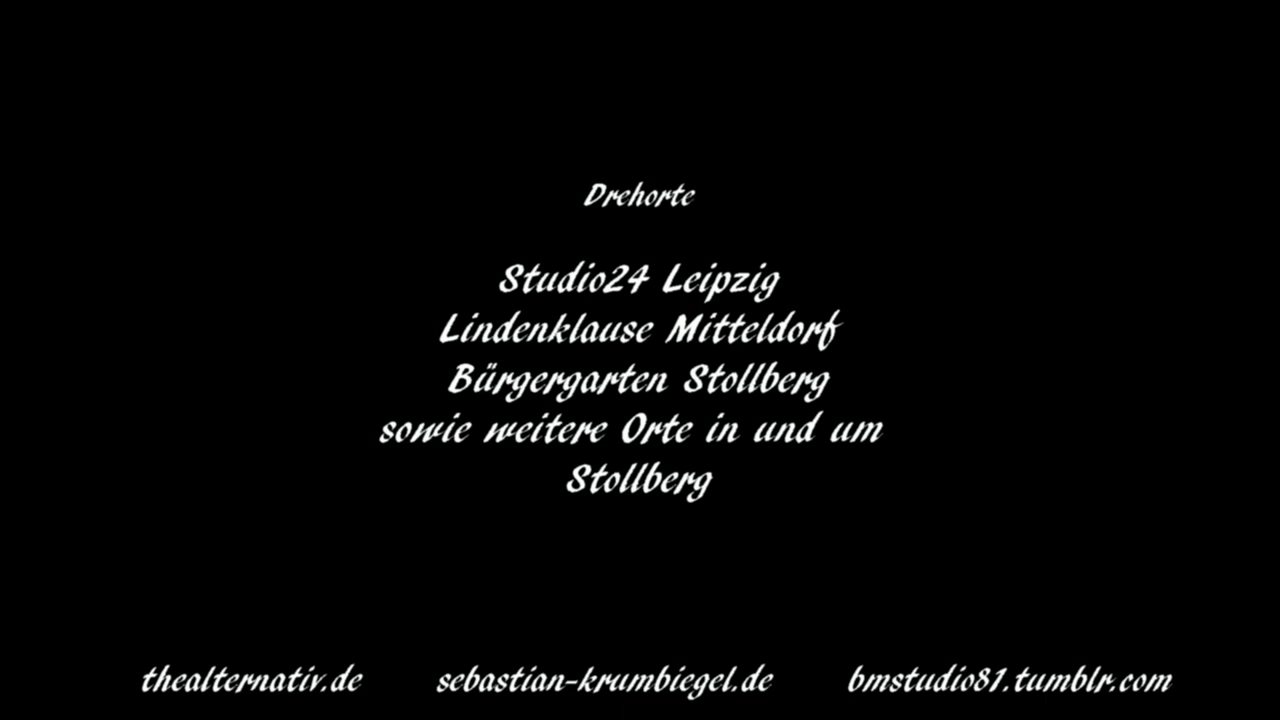 Drehorte
Studio24 Leipzig
Lindenklause Mitteldorf
Bürgergarten Stollberg
sowie weitere Orte in und um
Stollberg
thealternativ.de sebastian-krumbiegel.de bmstudio81.tumblr.com